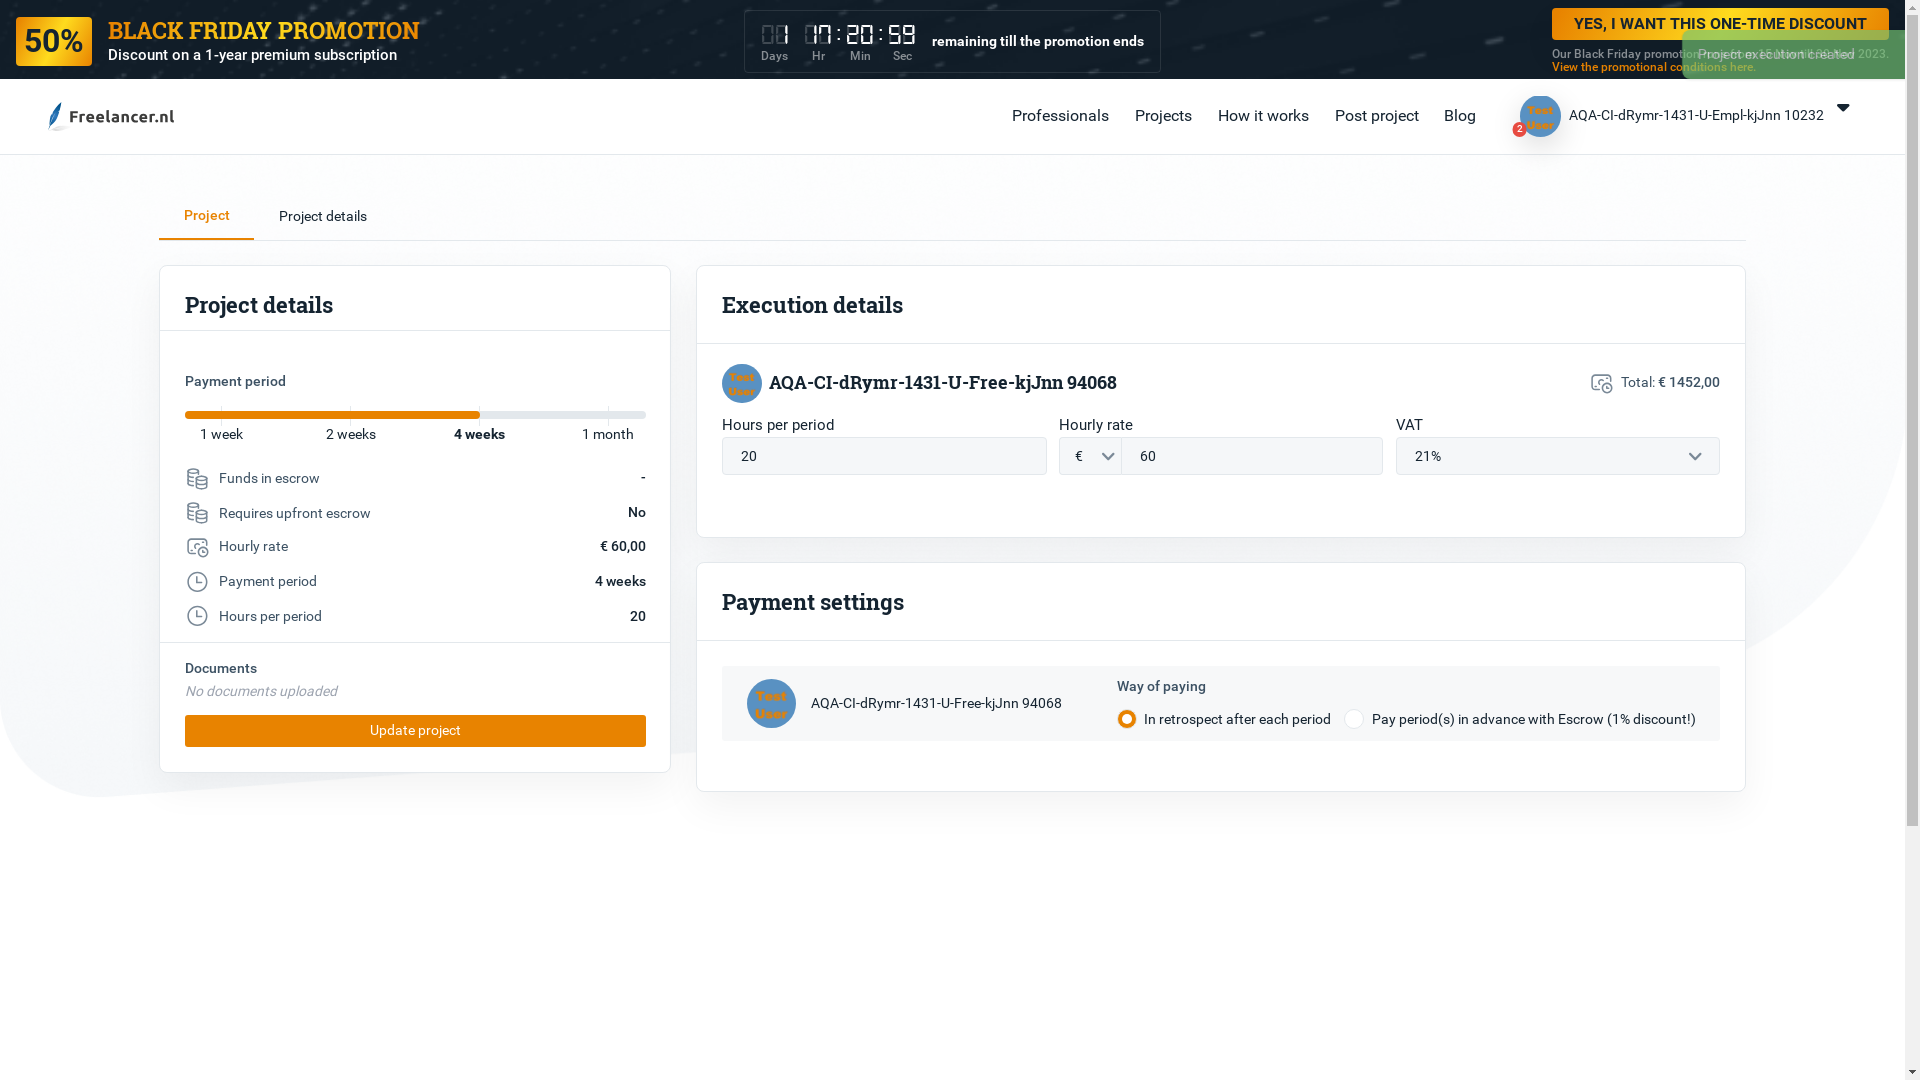 50%
BLACK FRIDAY PROMOTION
Discount on a 1-year premium subscription
1 17:20:59
Days Hr Min Sec
remaining till the promotion ends
YES, I WANT THIS ONE-TIME DISCOUNT
Our Black Friday promotion
2023.
Project execution created
View the promotional conditions here.
Freelancer.nl
Professionals
Projects
How it works
Post project
Blog
Test
User
2
AQA-CI-dRymr-1431-U-Empl-kjJnn 10232
Project
Project details
Project details
Payment period
1 week
2 weeks
4 weeks
1 month
Funds in escrow -
Requires upfront escrow No
Hourly rate € 60,00
Payment period 4 weeks
Hours per period 20
Documents
No documents uploaded
Update project
Execution details
Test
User
AQA-CI-dRymr-1431-U-Free-kjJnn 94068
Total: € 1452,00
Hours per period
Hourly rate
VAT
20
€
60
21%
Payment settings
Test
User
AQA-CI-dRymr-1431-U-Free-kjJnn 94068
Way of paying
In retrospect after each period
Pay period(s) in advance with Escrow (1% discount!)